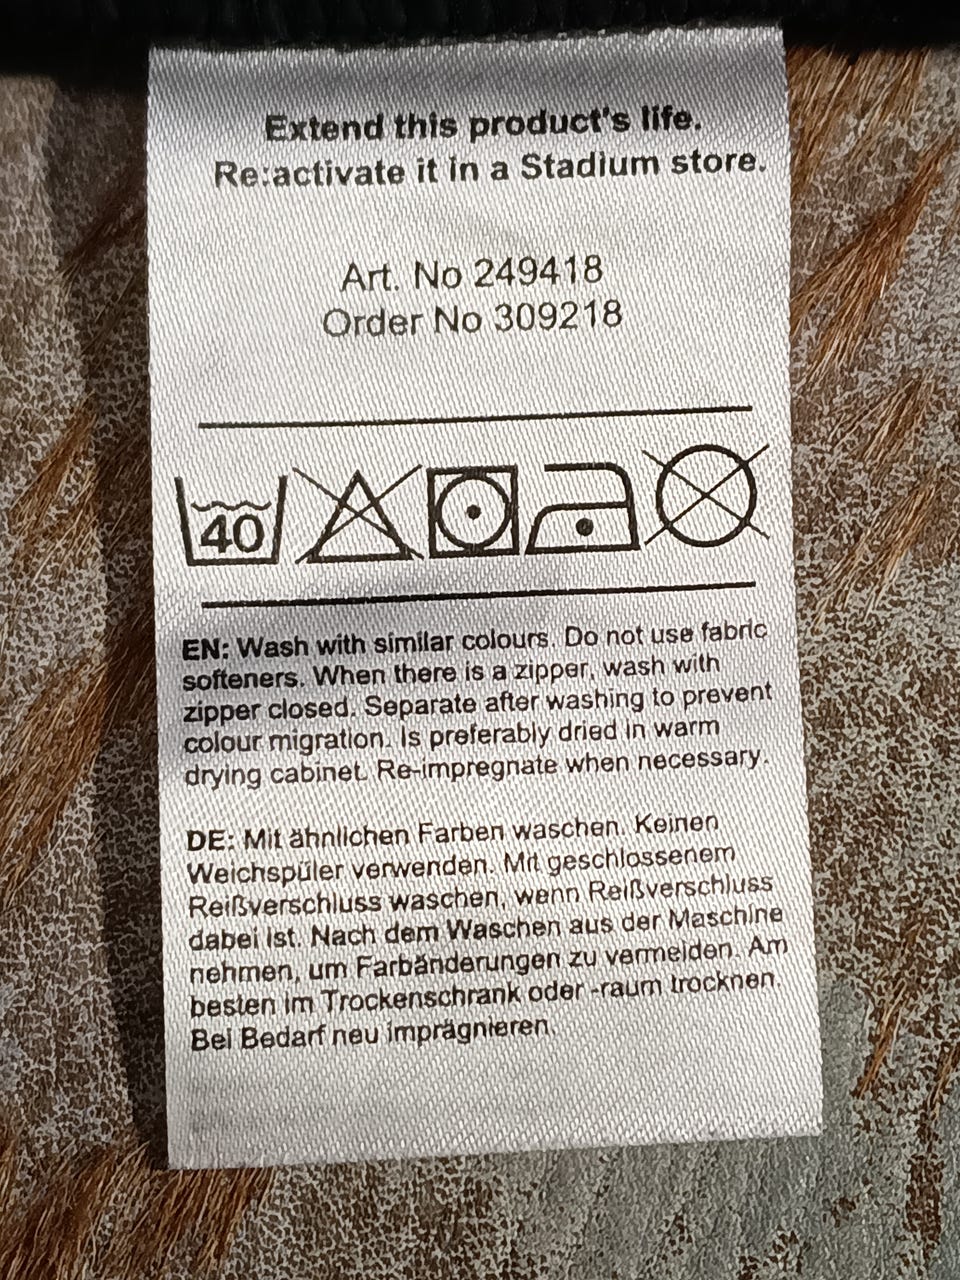 Extend this product's life.
Re:activate it in a Stadium store.
Art. No 249418
Order No 309218
40
EN: Wash with similar colours. Do not use fabric
softeners. When there is a zipper, wash with
zipper closed. Separate after washing to prevent
colour migration. Is preferably dried in warm
drying cabinet. Re-impregnate when necessary.
DE: Mit ähnlichen Farben waschen. Keinen
Weichspüler verwenden. Mit geschlossenem
Reißverschluss waschen, wenn Reißverschluss
dabei ist. Nach dem Waschen aus der Maschine
nehmen, um Farbänderungen zu vermeiden. Am
besten im Trockenschrank oder -raum trocknen.
Bei Bedarf neu imprägnieren.